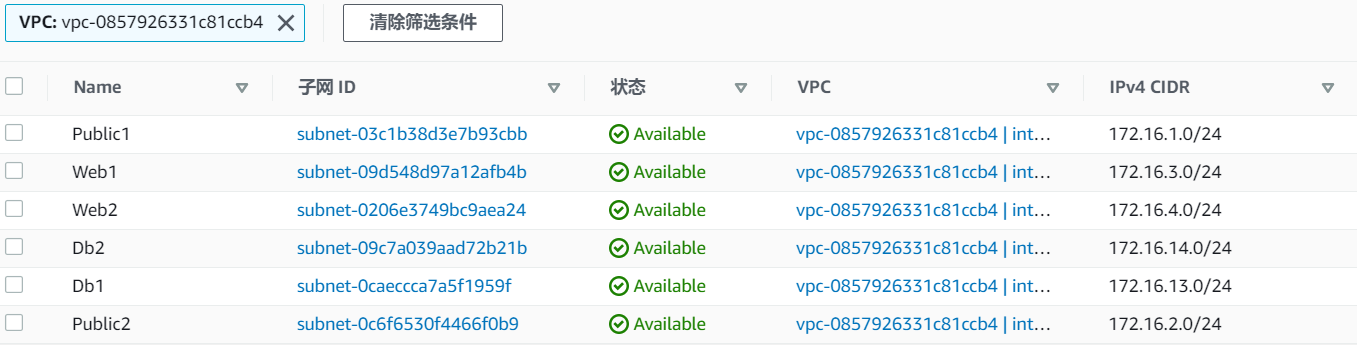 VPC: vpc-0857926331c81ccb4 清除筛选条件
Name 子网 ID 状态 VPC IPv4 CIDR
Public1 subnet-03c1b38d3e7b93cbb Available vpc-0857926331c81ccb4 | int... 172.16.1.0/24
Web1 subnet-09d548d97a12afb4b Available vpc-0857926331c81ccb4 | int... 172.16.3.0/24
Web2 subnet-0206e3749bc9aea24 Available vpc-0857926331c81ccb4 | int... 172.16.4.0/24
Db2 subnet-09c7a039aad72b21b Available vpc-0857926331c81ccb4 | int... 172.16.14.0/24
Db1 subnet-0caeccca7a5f1959f Available vpc-0857926331c81ccb4 | int... 172.16.13.0/24
Public2 subnet-0c6f6530f4466f0b9 Available vpc-0857926331c81ccb4 | int... 172.16.2.0/24